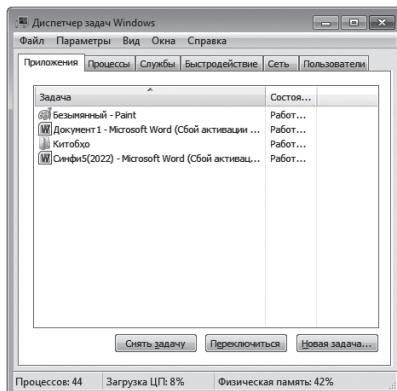 Диспетчер задач Windows
Файл Параметры Вид Окна Справка
Приложения Процессы Службы Быстродействие Сеть Пользователи
Задача Состоя...
Безымянный - Paint Работ...
Документ1 - Microsoft Word (Сбой активации ... Работ...
Китобҳо Работ...
Синфи5(2022) - Microsoft Word (Сбой активац... Работ...
Снять задачу Переключиться Новая задача...
Процессов: 44 Загрузка ЦП: 8% Физическая память: 42%